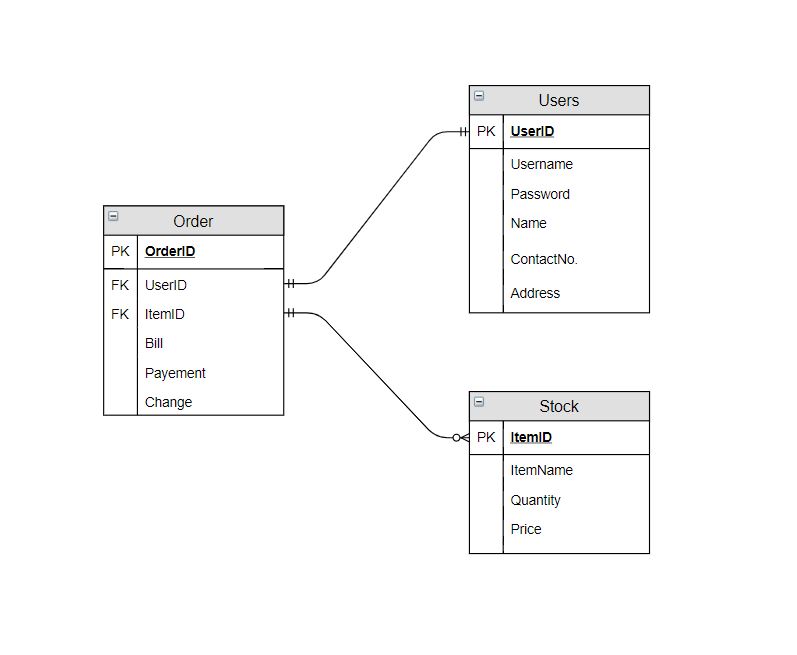 Users
PK UserID
Username
Password
Name
ContactNo.
Address
Order
PK OrderID
FK UserID
FK ItemID
Bill
Payement
Change
Stock
PK ItemID
ItemName
Quantity
Price